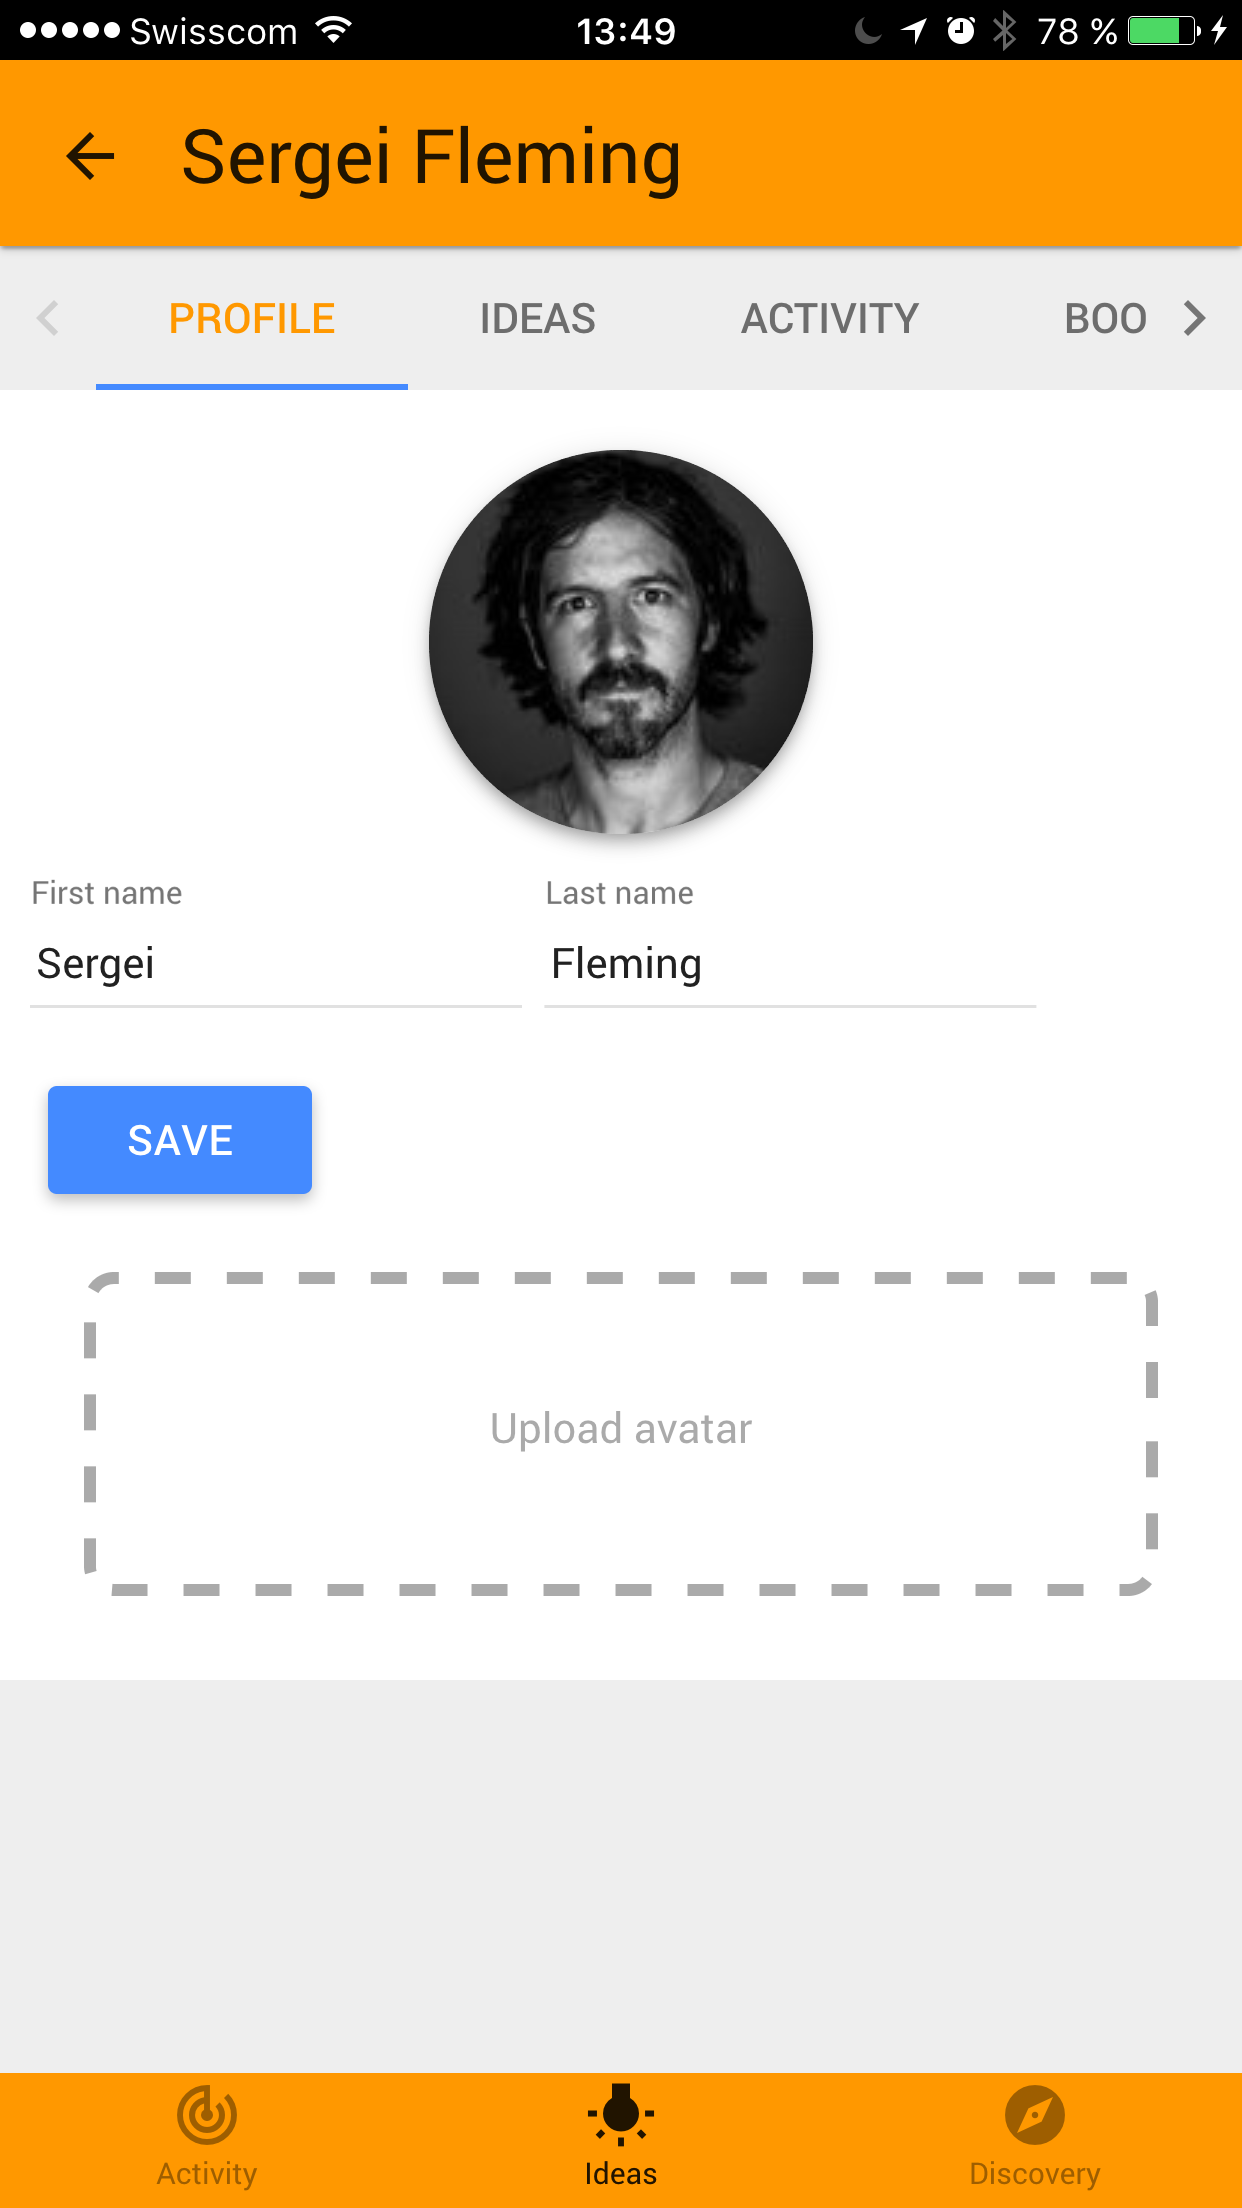 Swisscom 13:49 78 %
Sergei Fleming
PROFILE IDEAS ACTIVITY BOO
First name Last name
Sergei Fleming
SAVE
Upload avatar
Activity Ideas Discovery